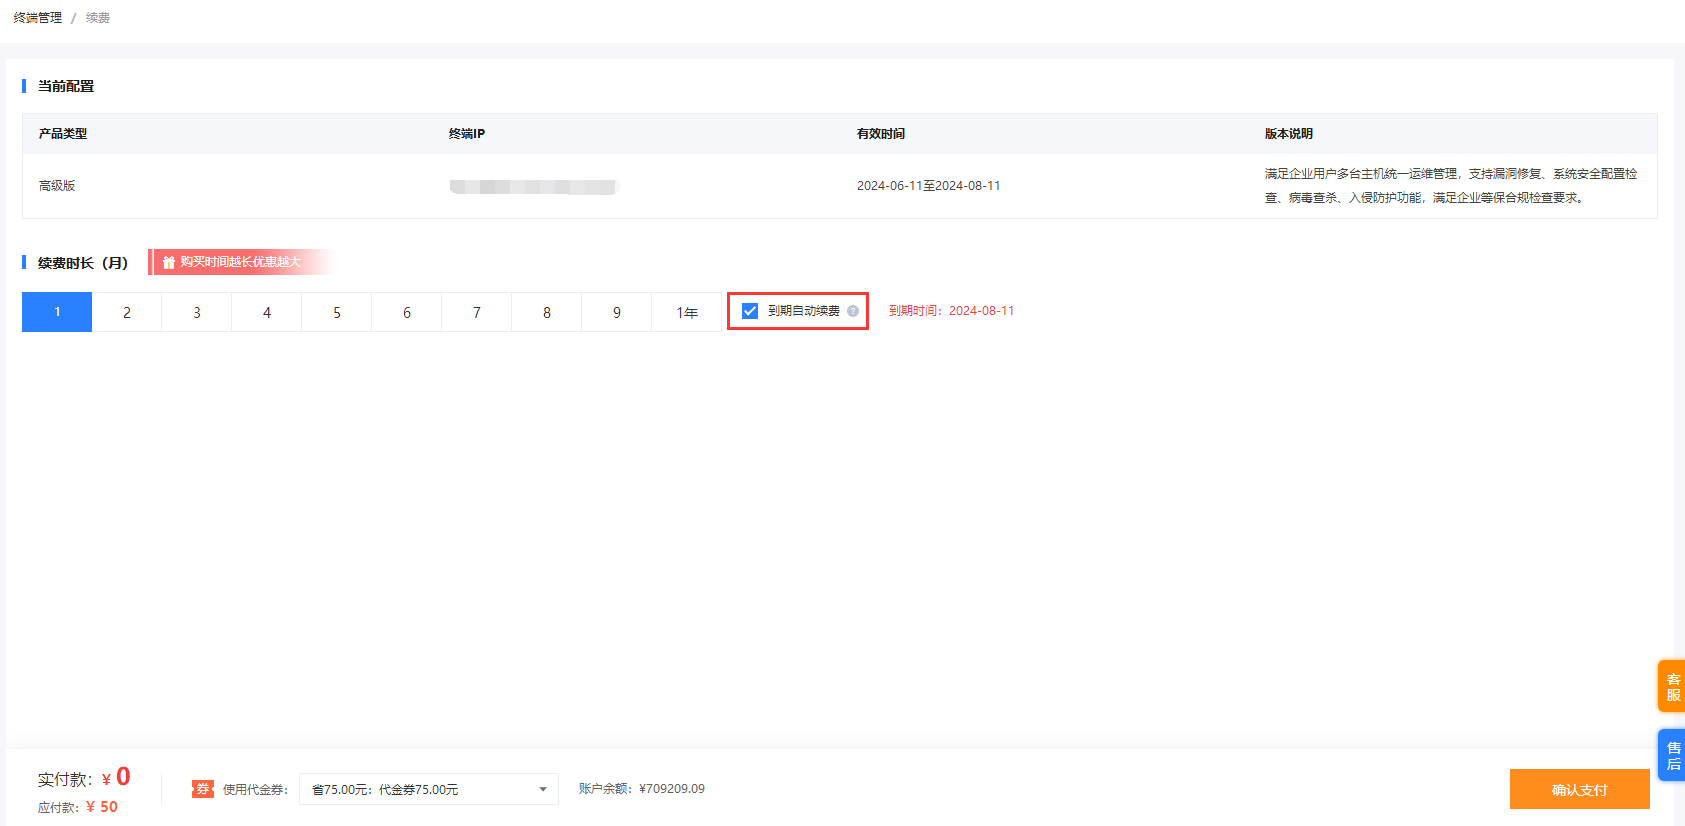 终端管理 / 续费
当前配置
产品类型 终端IP 有效时间 版本说明
高级版 2024-06-11至2024-08-11 满足企业用户多台主机统一运维管理，支持漏洞修复、系统安全配置检
查、病毒查杀、入侵防护功能，满足企业等保合规检查要求。
续费时长（月） 购买时间越长优惠越大
1 2 3 4 5 6 7 8 9 1年 到期自动续费 ? 到期时间：2024-08-11
客服
售后
实付款：¥ 0
应付款：¥ 50
券 使用代金券： 省75.00元：代金券75.00元 账户余额：¥709209.09
确认支付